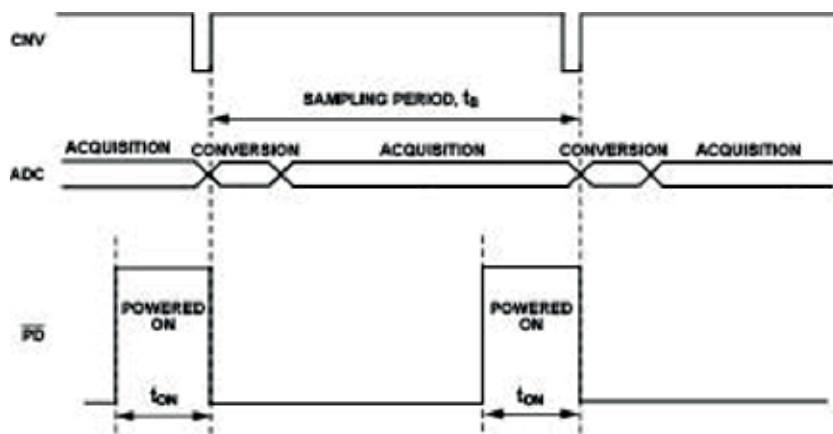 CNV
SAMPLING PERIOD, tS
ACQUISITION CONVERSION ACQUISITION CONVERSION ACQUISITION
ADC
POWERED ON POWERED ON
PD
tON tON